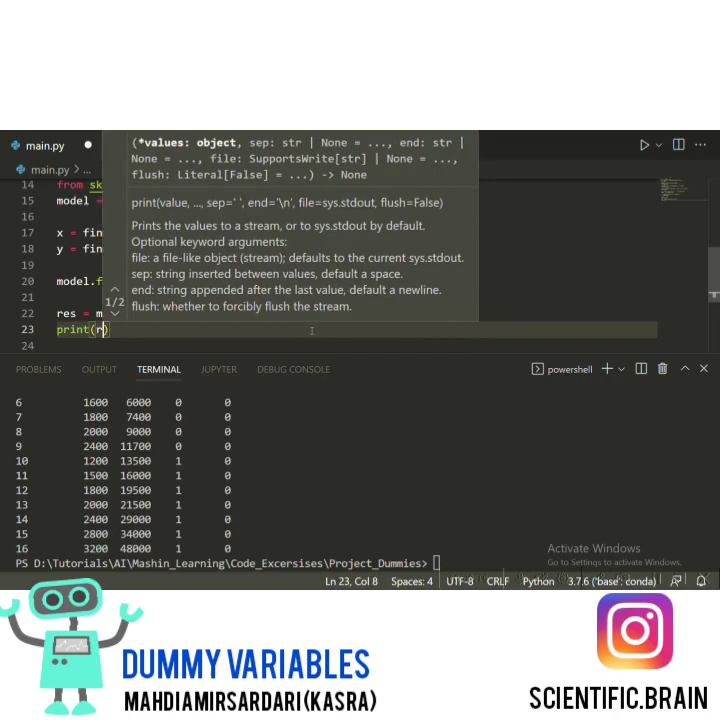 main.py
(*values: object, sep: str | None = ..., end: str |
None = ..., file: SupportsWrite[str] | None = ...,
flush: Literal[False] = ...) -> None
main.py > ...
14 from sk
15 model =
16
17 x = fin
18 y = fin
19
20 model.f
21
22 res = m
23 print(r)
24
print(value, ..., sep=' ', end='\n', file=sys.stdout, flush=False)
Prints the values to a stream, or to sys.stdout by default.
Optional keyword arguments:
file: a file-like object (stream); defaults to the current sys.stdout.
sep: string inserted between values, default a space.
end: string appended after the last value, default a newline.
flush: whether to forcibly flush the stream.
1/2
PROBLEMS OUTPUT TERMINAL JUPYTER DEBUG CONSOLE powershell
6 1600 6000 0 0
7 1800 7400 0 0
8 2000 9000 0 0
9 2400 11700 0 0
10 1200 13500 1 0
11 1500 16000 1 0
12 1800 19500 1 0
13 2000 21500 1 0
14 2400 29000 1 0
15 2800 34000 1 0
16 3200 48000 1 0
PS D:\Tutorials\AI\Mashin_Learning\Code_Excersises\Project_Dummies>
Activate Windows
Go to Settings to activate Windows.
Ln 23, Col 8 Spaces: 4 UTF-8 CRLF Python 3.7.6 ('base': conda)
DUMMY VARIABLES
MAHDIAMIRSARDARI(KASRA)
SCIENTIFIC.BRAIN